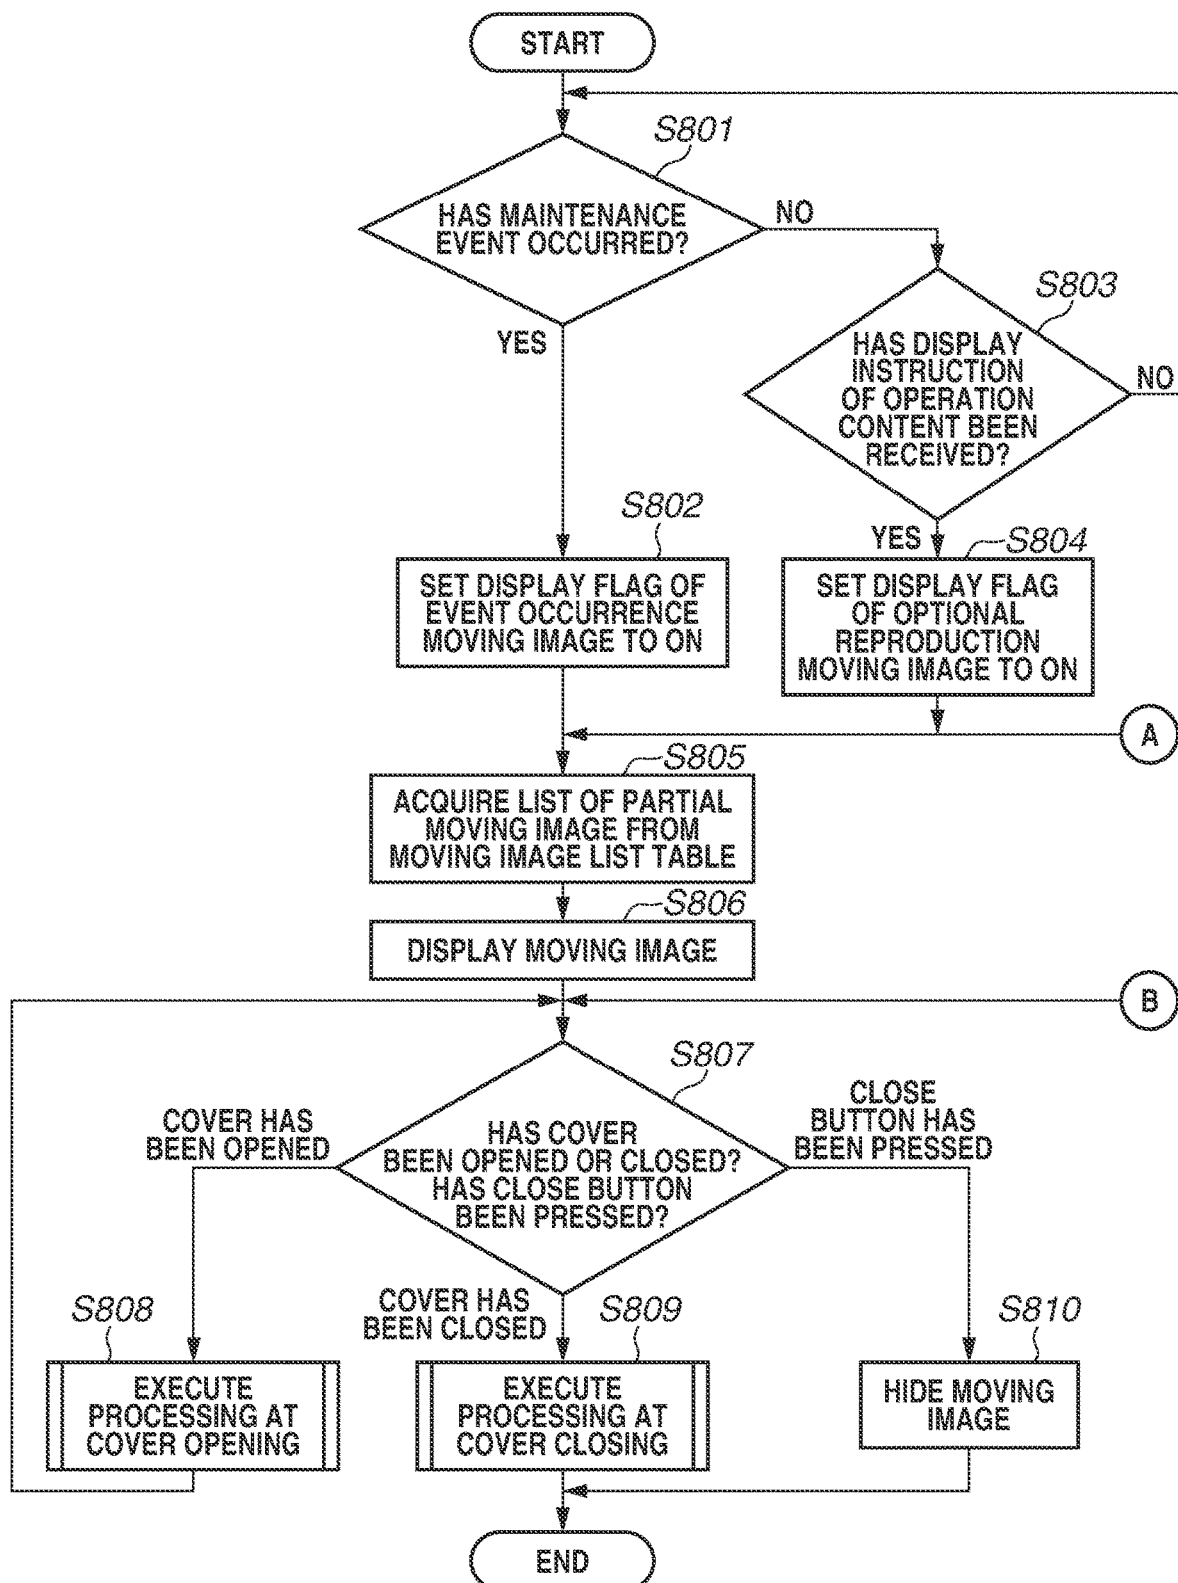 START
S801
HAS MAINTENANCE
EVENT OCCURRED?
NO
YES
S803
HAS DISPLAY
INSTRUCTION
OF OPERATION
CONTENT BEEN
RECEIVED?
NO
YES
S802
SET DISPLAY FLAG OF
EVENT OCCURRENCE
MOVING IMAGE TO ON
S804
SET DISPLAY FLAG
OF OPTIONAL
REPRODUCTION
MOVING IMAGE TO ON
A
S805
ACQUIRE LIST OF PARTIAL
MOVING IMAGE FROM
MOVING IMAGE LIST TABLE
S806
DISPLAY MOVING IMAGE
B
S807
HAS COVER
BEEN OPENED OR CLOSED?
HAS CLOSE BUTTON
BEEN PRESSED?
COVER HAS
BEEN OPENED
CLOSE
BUTTON HAS
BEEN PRESSED
COVER HAS
BEEN CLOSED
S808
EXECUTE
PROCESSING AT
COVER OPENING
S809
EXECUTE
PROCESSING AT
COVER CLOSING
S810
HIDE MOVING
IMAGE
END